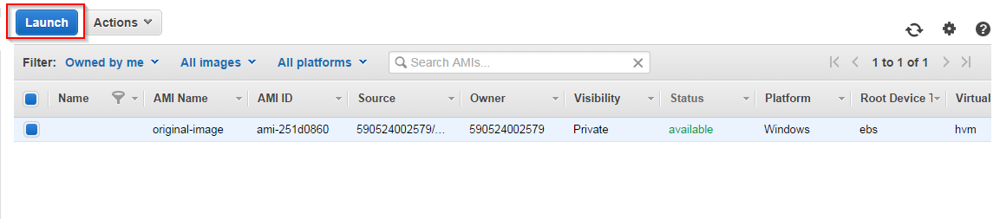 Launch Actions
Filter: Owned by me All images All platforms Search AMIs... 1 to 1 of 1
Name AMI Name AMI ID Source Owner Visibility Status Platform Root Device T Virtual
original-image ami-251d0860 590524002579/... 590524002579 Private available Windows ebs hvm